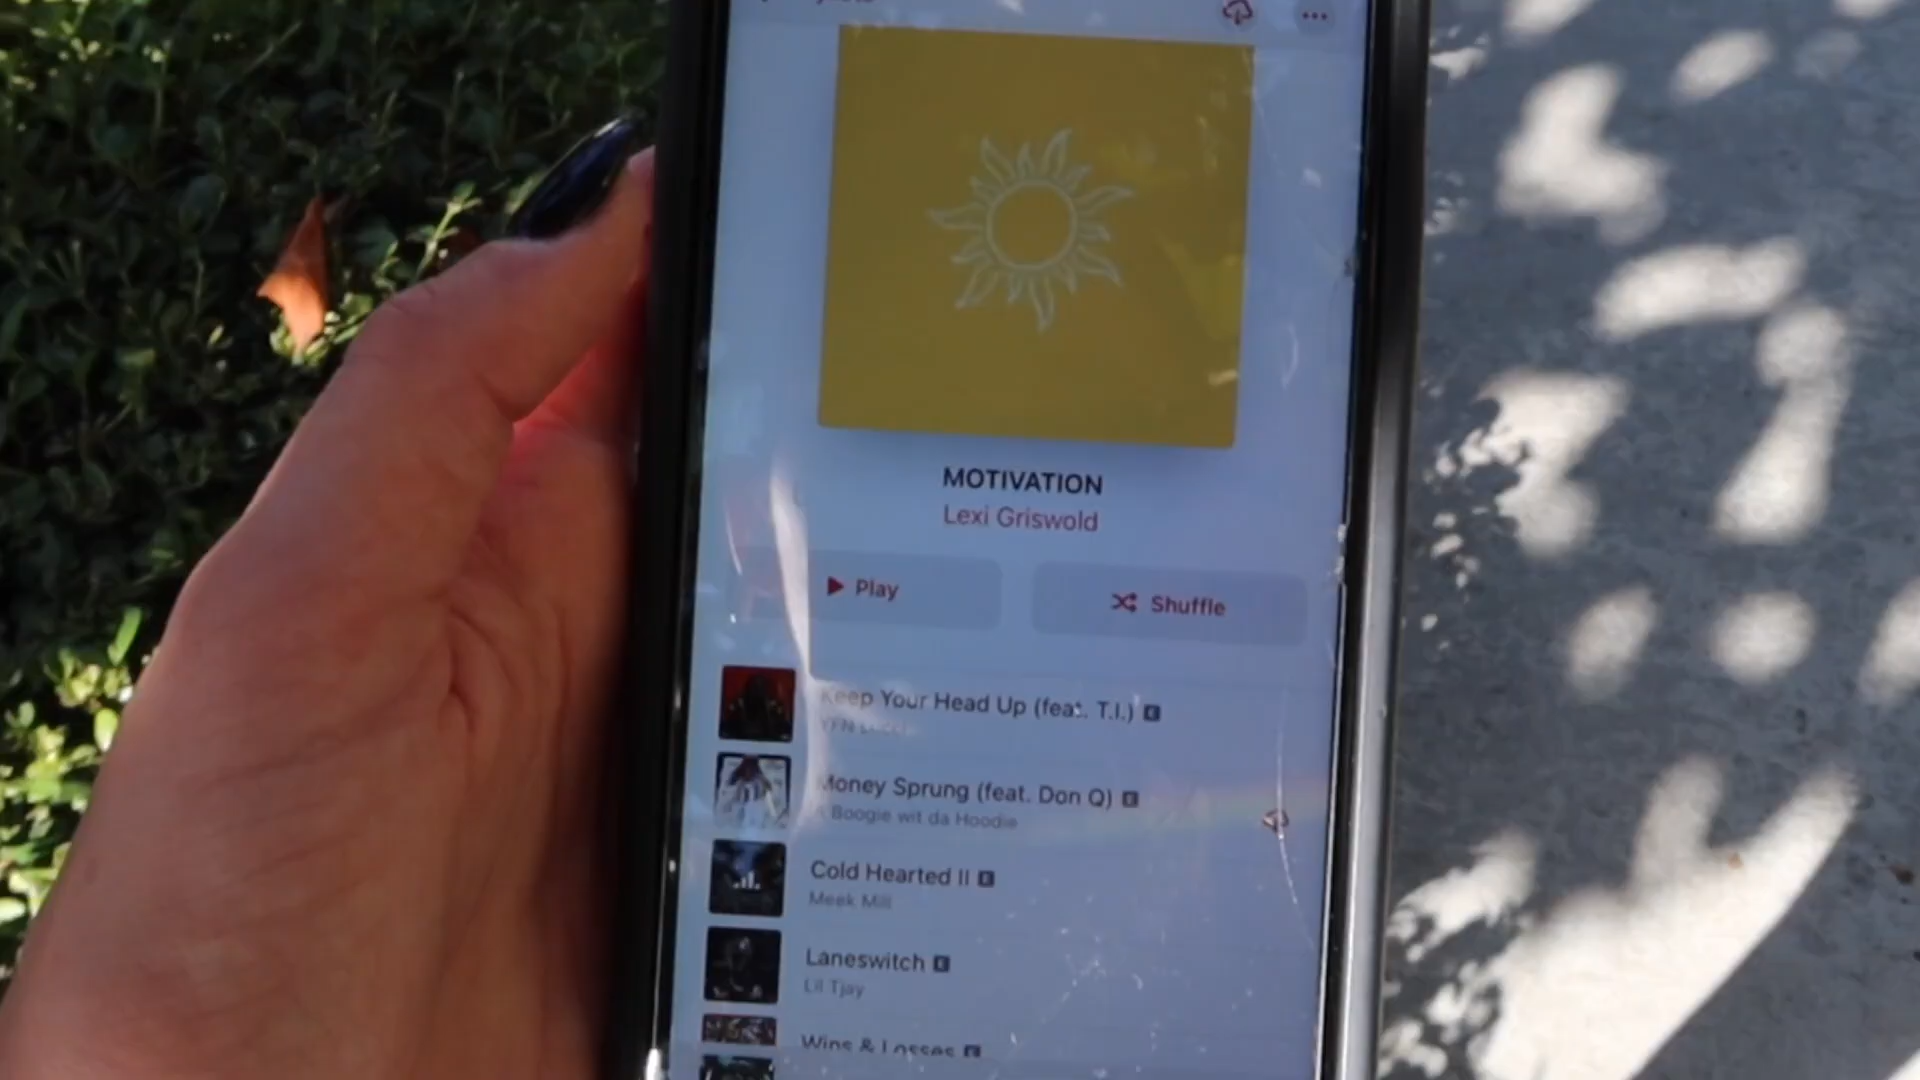 MOTIVATION
Lexi Griswold
Play
Shuffle
Keep Your Head Up (feat. T.I.) E
YFN
Money Sprung (feat. Don Q) E
Boogie wit da Hoodie
Cold Hearted II E
Meek Mill
Laneswitch E
Lil Tjay
Wins & Losses E